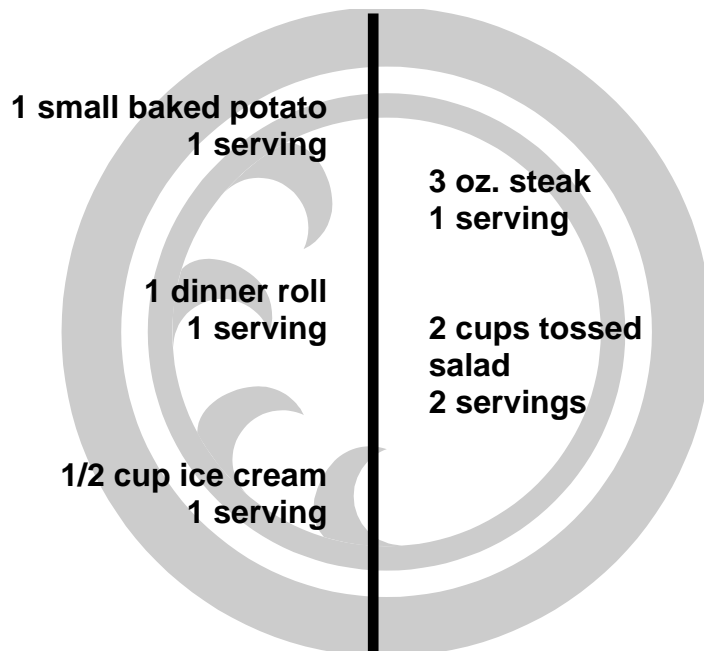 1 small baked potato
1 serving
1 dinner roll
1 serving
1/2 cup ice cream
1 serving
3 oz. steak
1 serving
2 cups tossed
salad
2 servings